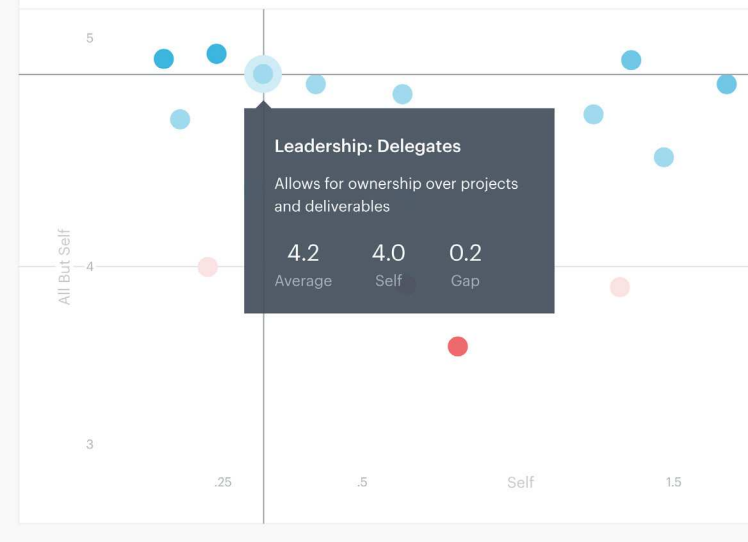 5
Leadership: Delegates
Allows for ownership over projects
and deliverables
4.2 4.0 0.2
Average Self Gap
All But Self
4
3
.25 .5 Self 1.5